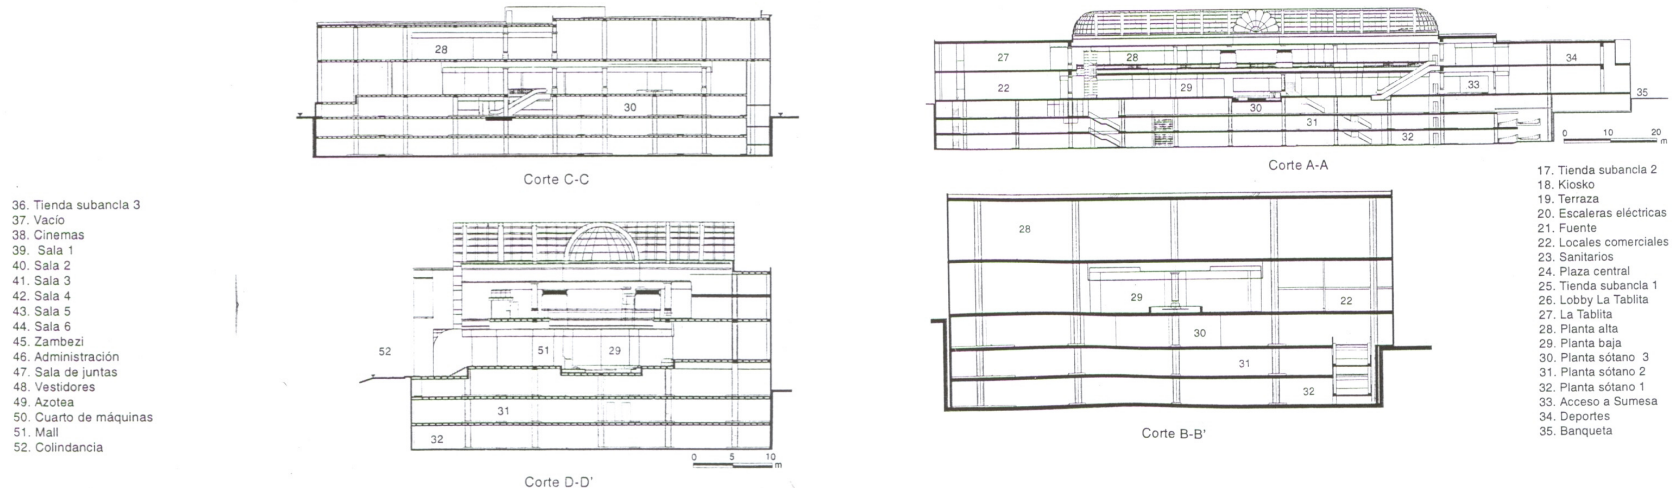 28
30
Corte C-C
27
28
34
22
29
33
30
35
31
32
0 10 20
m
Corte A-A
36. Tienda subancla 3
37. Vacío
38. Cinemas
39. Sala 1
40. Sala 2
41. Sala 3
42. Sala 4
43. Sala 5
44. Sala 6
45. Zambezi
46. Administración
47. Sala de juntas
48. Vestidores
49. Azotea
50. Cuarto de máquinas
51. Mall
52. Colindancia
52
51
29
31
32
0 5 10
m
Corte D-D'
28
29
22
30
31
32
Corte B-B'
17. Tienda subancla 2
18. Kiosko
19. Terraza
20. Escaleras eléctricas
21. Fuente
22. Locales comerciales
23. Sanitarios
24. Plaza central
25. Tienda subancla 1
26. Lobby La Tablita
27. La Tablita
28. Planta alta
29. Planta baja
30. Planta sótano 3
31. Planta sótano 2
32. Planta sótano 1
33. Acceso a Sumesa
34. Deportes
35. Banqueta